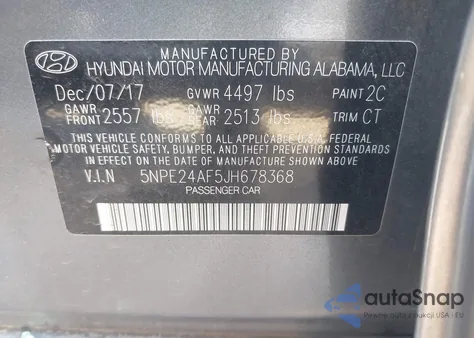 MANUFACTURED BY
HYUNDAI MOTOR MANUFACTURING ALABAMA, LLC
Dec/07/17 GVWR 4497 lbs PAINT 2C
GAWR FRONT 2557 lbs GAWR REAR 2513 lbs TRIM CT
THIS VEHICLE CONFORMS TO ALL APPLICABLE U.S. FEDERAL
MOTOR VEHICLE SAFETY, BUMPER, AND THEFT PREVENTION
STANDARDS IN EFFECT ON THE DATE OF MANUFACTURE SHOWN ABOVE.
V.I.N 5NPE24AF5JH678368
PASSENGER CAR
autoSnap